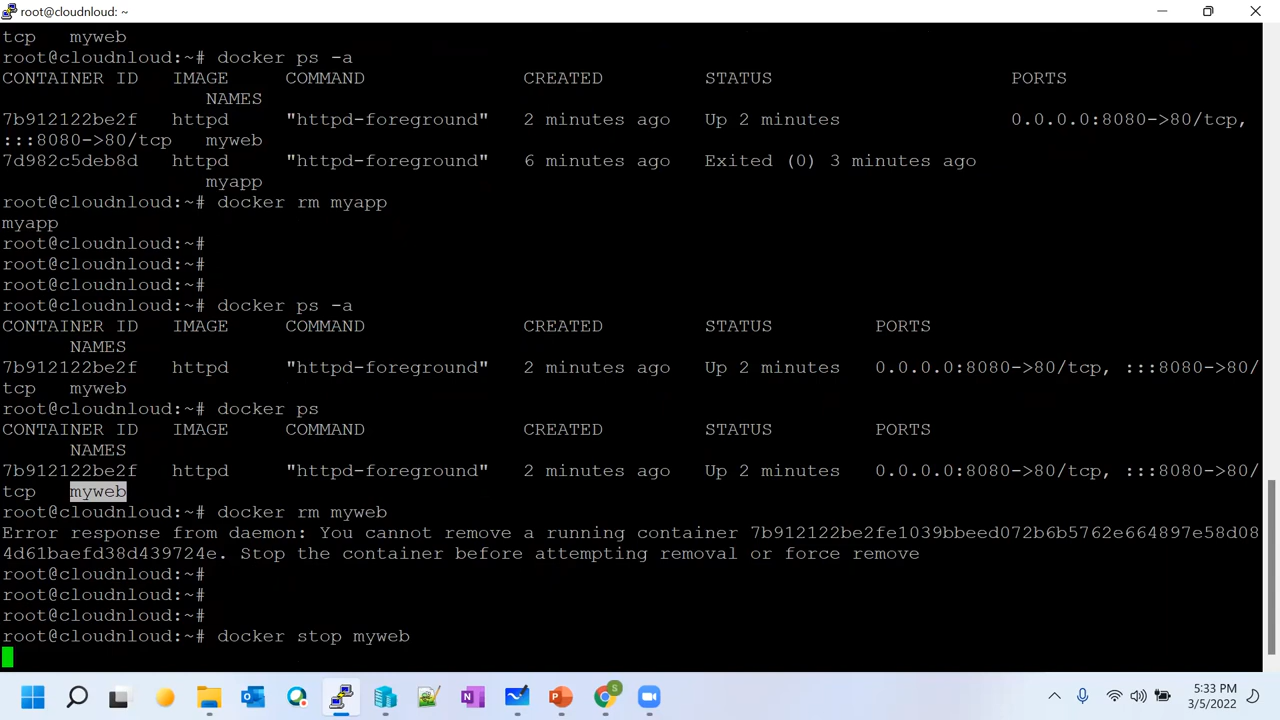 root@cloudnloud: ~
tcp   myweb
root@cloudnloud:~# docker ps -a
CONTAINER ID   IMAGE     COMMAND              CREATED         STATUS                     PORTS
                  NAMES
7b912122be2f   httpd     "httpd-foreground"   2 minutes ago   Up 2 minutes               0.0.0.0:8080->80/tcp,
:::8080->80/tcp   myweb
7d982c5deb8d   httpd     "httpd-foreground"   6 minutes ago   Exited (0) 3 minutes ago
                  myapp
root@cloudnloud:~# docker rm myapp
myapp
root@cloudnloud:~#
root@cloudnloud:~#
root@cloudnloud:~#
root@cloudnloud:~# docker ps -a
CONTAINER ID   IMAGE     COMMAND              CREATED         STATUS         PORTS
      NAMES
7b912122be2f   httpd     "httpd-foreground"   2 minutes ago   Up 2 minutes   0.0.0.0:8080->80/tcp, :::8080->80/
tcp   myweb
root@cloudnloud:~# docker ps
CONTAINER ID   IMAGE     COMMAND              CREATED         STATUS         PORTS
      NAMES
7b912122be2f   httpd     "httpd-foreground"   2 minutes ago   Up 2 minutes   0.0.0.0:8080->80/tcp, :::8080->80/
tcp   myweb
root@cloudnloud:~# docker rm myweb
Error response from daemon: You cannot remove a running container 7b912122be2fe1039bbeed072b6b5762e664897e58d08
4d61baefd38d439724e. Stop the container before attempting removal or force remove
root@cloudnloud:~#
root@cloudnloud:~#
root@cloudnloud:~#
root@cloudnloud:~# docker stop myweb
5:33 PM
3/5/2022